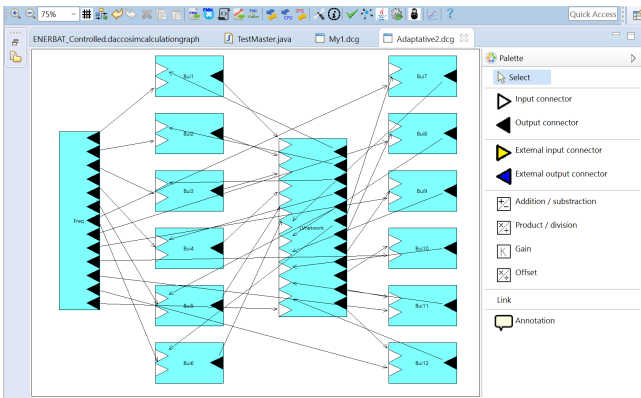 75%
Quick Access
ENERBAT_Controlled.daccosimcalculationgraph
TestMaster.java
My1.dcg
Adaptative2.dcg
Palette
Select
Input connector
Output connector
External input connector
External output connector
Addition / substraction
Product / division
Gain
Offset
Link
Annotation
Bui1
Bui7
Bui2
Bui8
Bui3
Bui9
Freq
LVnetwork
Bui4
Bui10
Bui5
Bui11
Bui6
Bui12